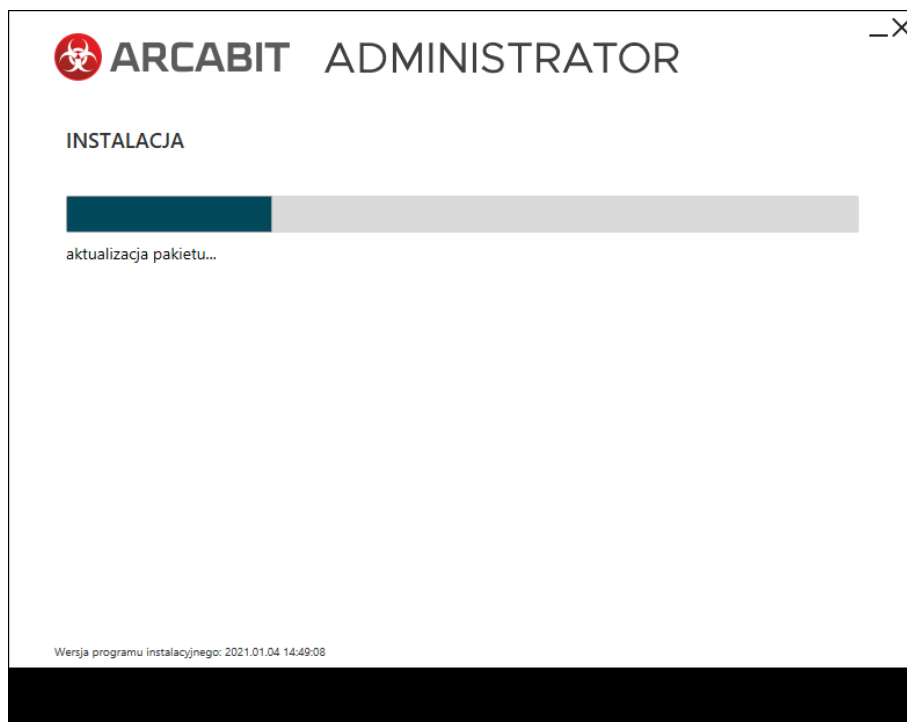 ARCABIT ADMINISTRATOR
INSTALACJA
aktualizacja pakietu...
Wersja programu instalacyjnego: 2021.01.04 14:49:08